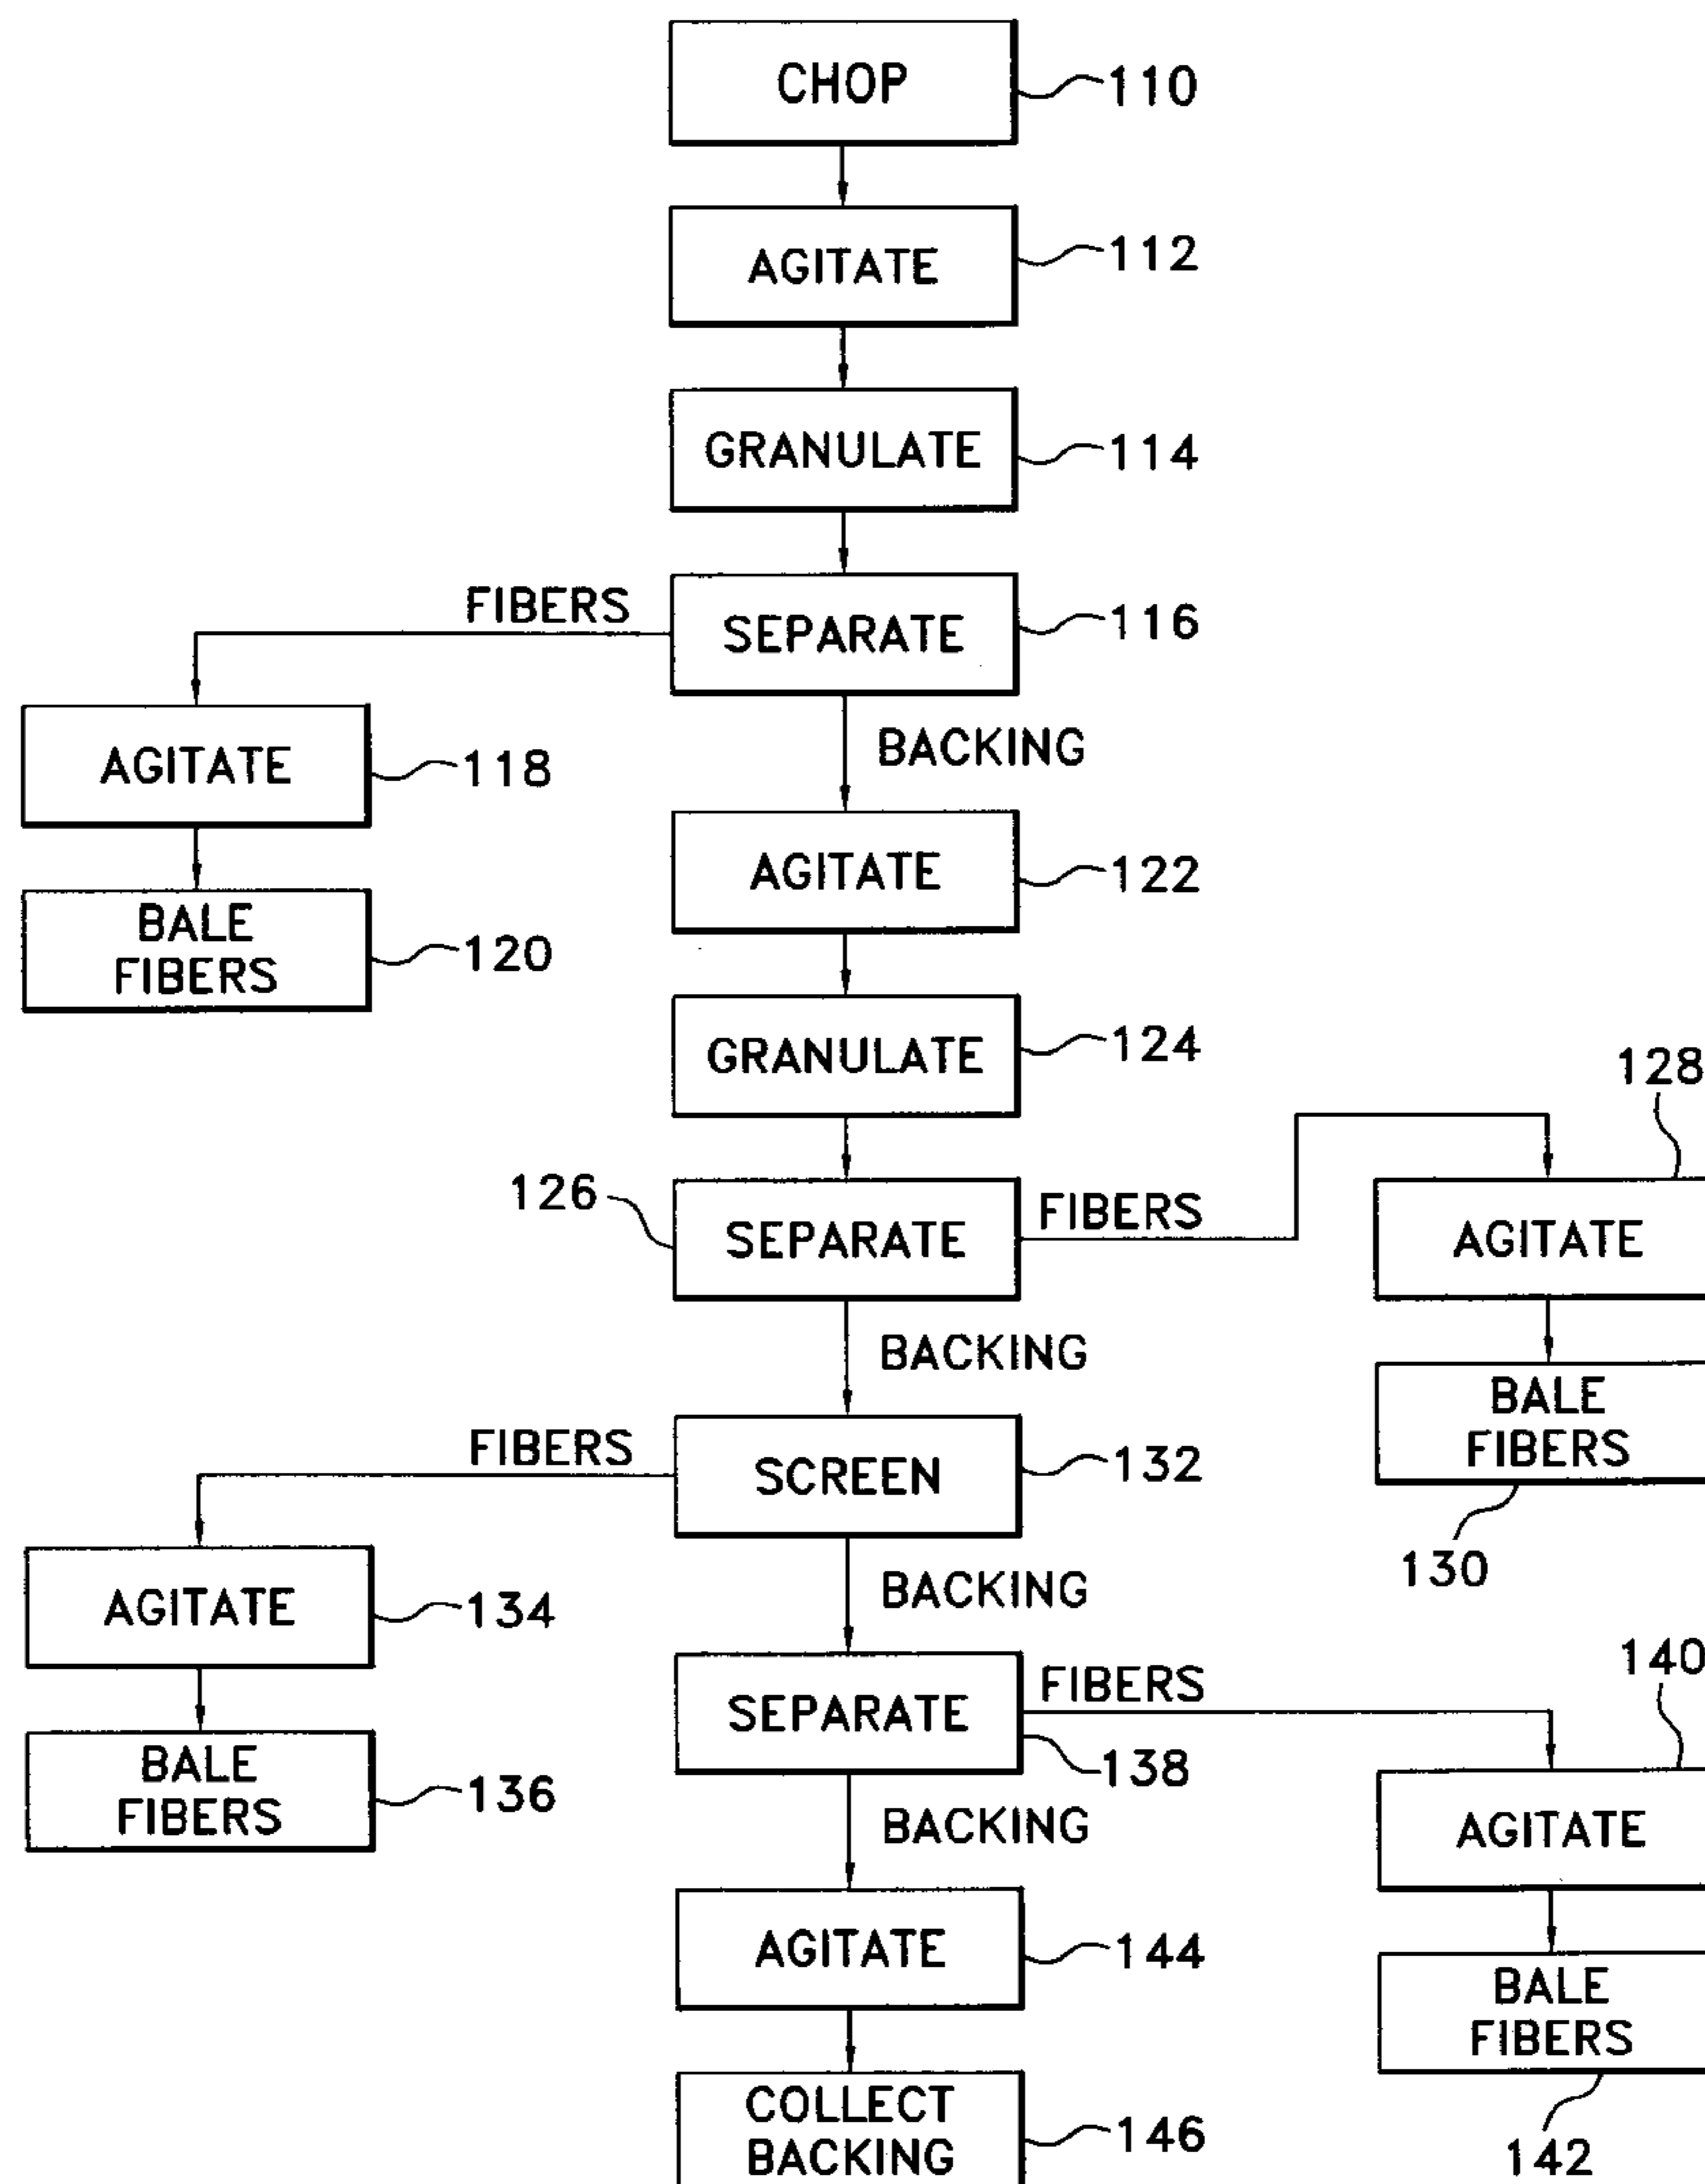 CHOP
110
AGITATE
112
GRANULATE
114
FIBERS
SEPARATE
116
AGITATE
118
BACKING
AGITATE
122
BALE
FIBERS
120
GRANULATE
124
128
126
SEPARATE
FIBERS
AGITATE
BACKING
BALE
FIBERS
130
FIBERS
SCREEN
132
AGITATE
134
BACKING
140
SEPARATE
FIBERS
138
BALE
FIBERS
136
BACKING
AGITATE
AGITATE
144
BALE
FIBERS
142
COLLECT
BACKING
146